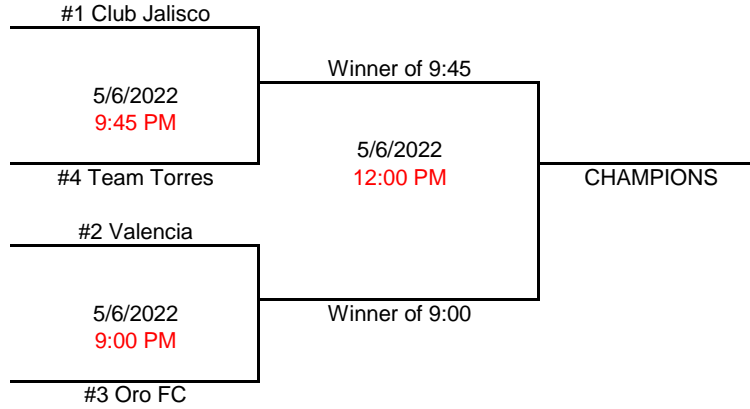 #1 Club Jalisco
Winner of 9:45
5/6/2022
9:45 PM
5/6/2022
12:00 PM
#4 Team Torres
CHAMPIONS
#2 Valencia
5/6/2022
9:00 PM
Winner of 9:00
#3 Oro FC